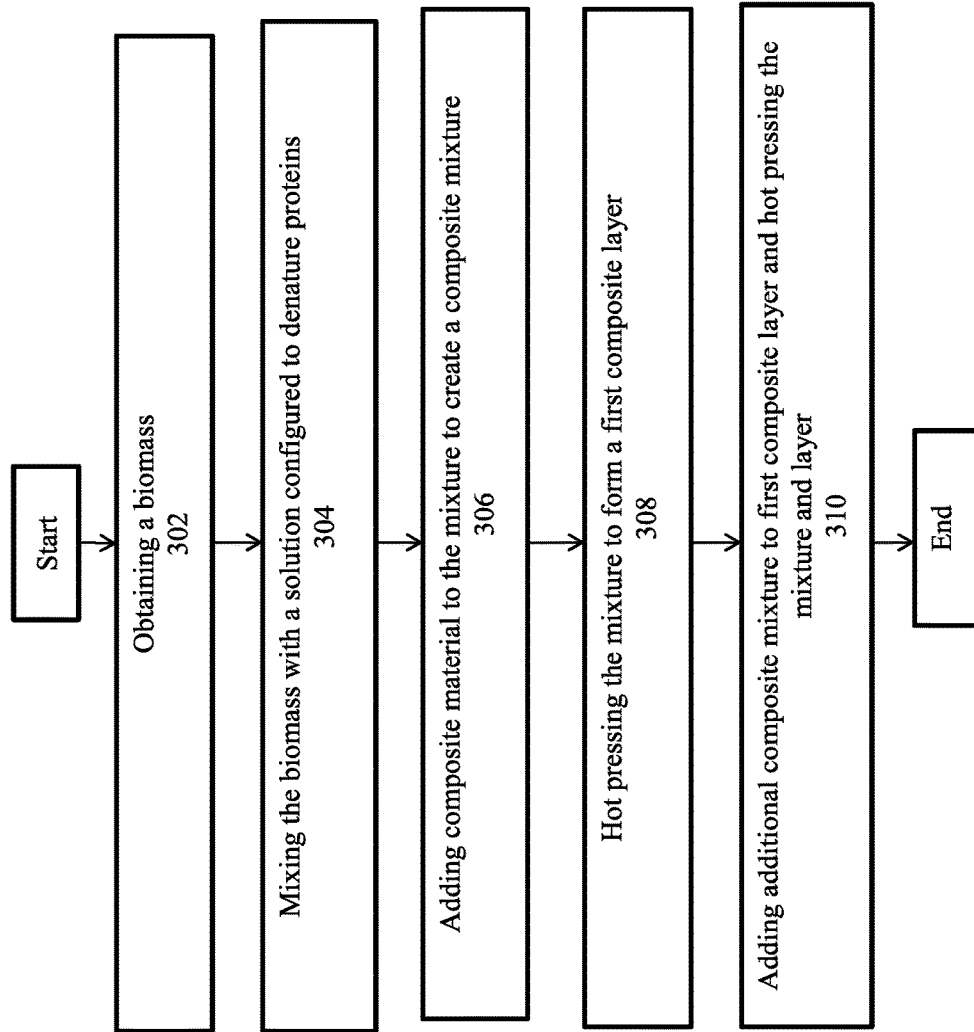 Start
Obtaining a biomass
302
Mixing the biomass with a solution configured to denature proteins
304
Adding composite material to the mixture to create a composite mixture
306
Hot pressing the mixture to form a first composite layer
308
Adding additional composite mixture to first composite layer and hot pressing the
mixture and layer
310
End